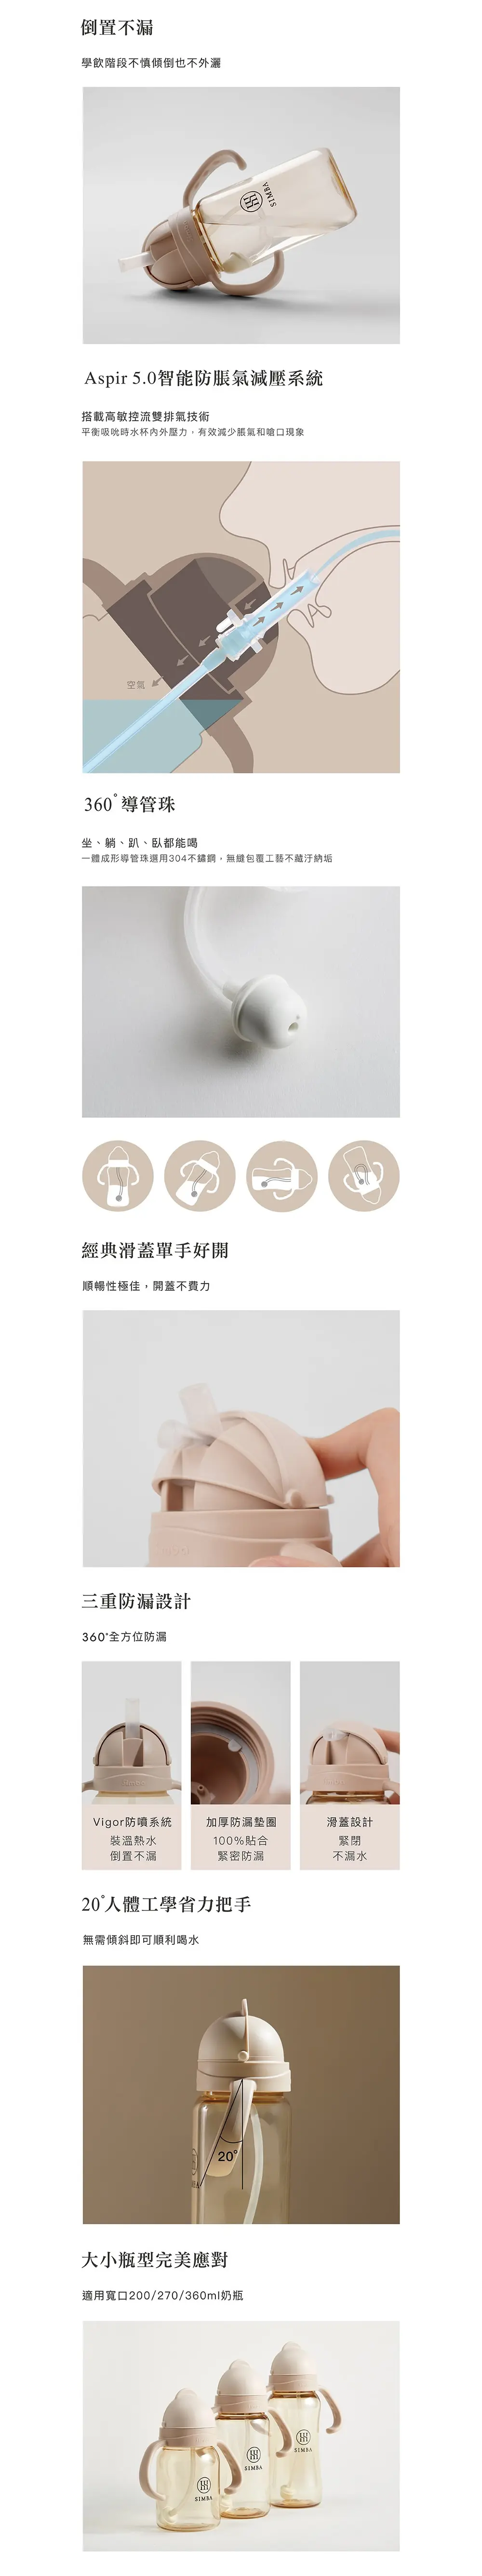 倒置不漏
學飲階段不慎傾倒也不外灑
SIMBA
Aspir 5.0智能防脹氣減壓系統
搭載高敏控流雙排氣技術
平衡吸吮時水杯內外壓力，有效減少脹氣和嗆口現象
空氣
360°導管珠
坐、躺、趴、臥都能喝
一體成形導管珠選用304不鏽鋼，無縫包覆工藝不藏汙納垢
經典滑蓋單手好開
順暢性極佳，開蓋不費力
三重防漏設計
360°全方位防漏
Vigor防噴系統
裝溫熱水
倒置不漏
加厚防漏墊圈
100%貼合
緊密防漏
滑蓋設計
緊閉
不漏水
20°人體工學省力把手
無需傾斜即可順利喝水
20°
大小瓶型完美應對
適用寬口200/270/360ml奶瓶
SIMBA
SIMBA
SIMBA